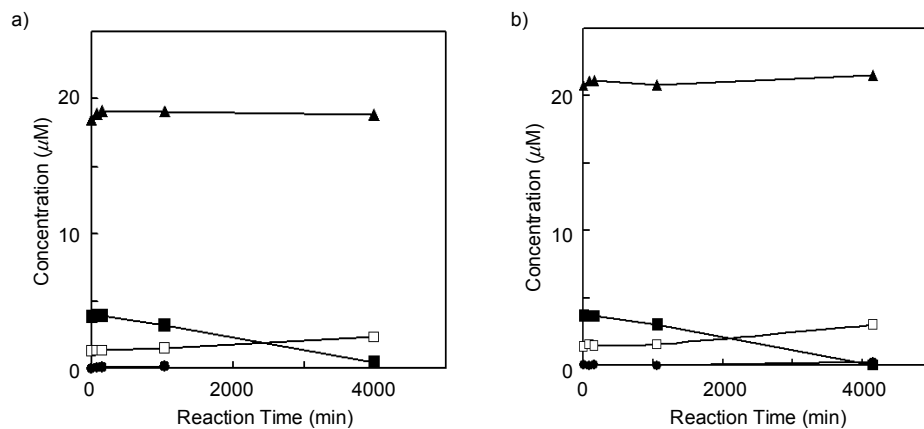 a)
Concentration (μM)
20
10
0
0 2000 4000
Reaction Time (min)
b)
Concentration (μM)
20
10
0
0 2000 4000
Reaction Time (min)